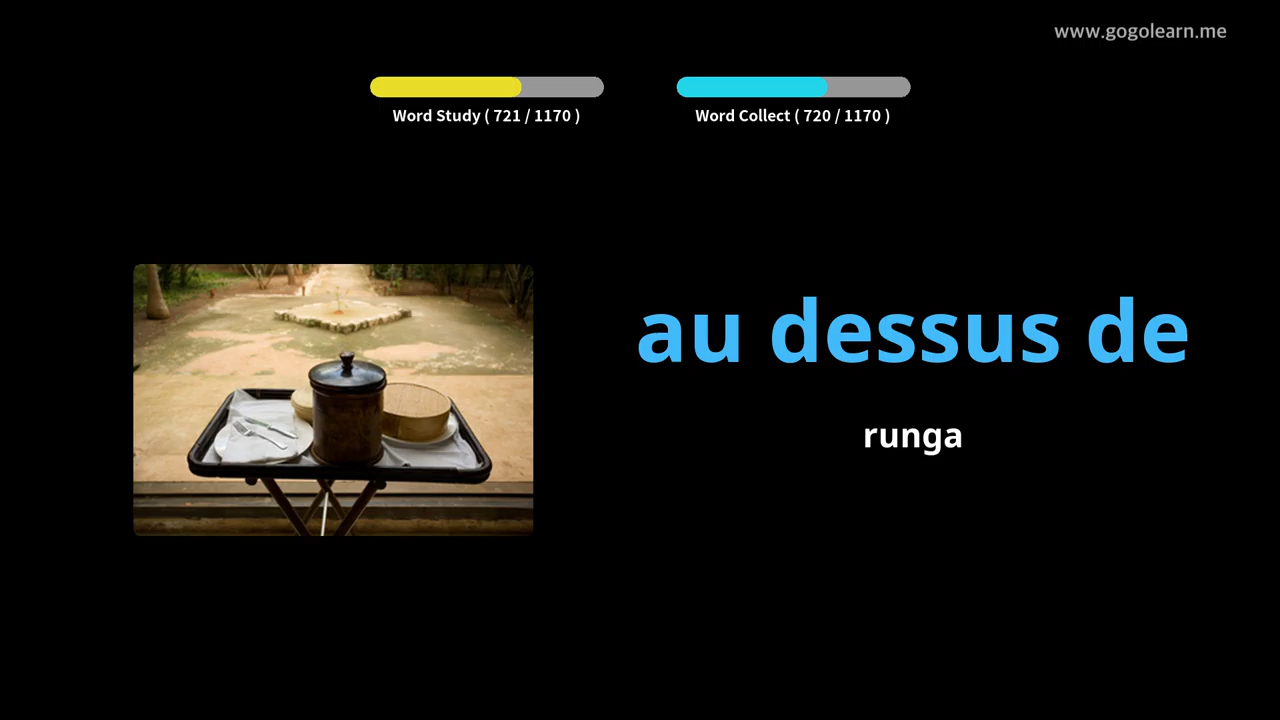 www.gogolearn.me
Word Study ( 721 / 1170 )
Word Collect ( 720 / 1170 )
au dessus de
runga